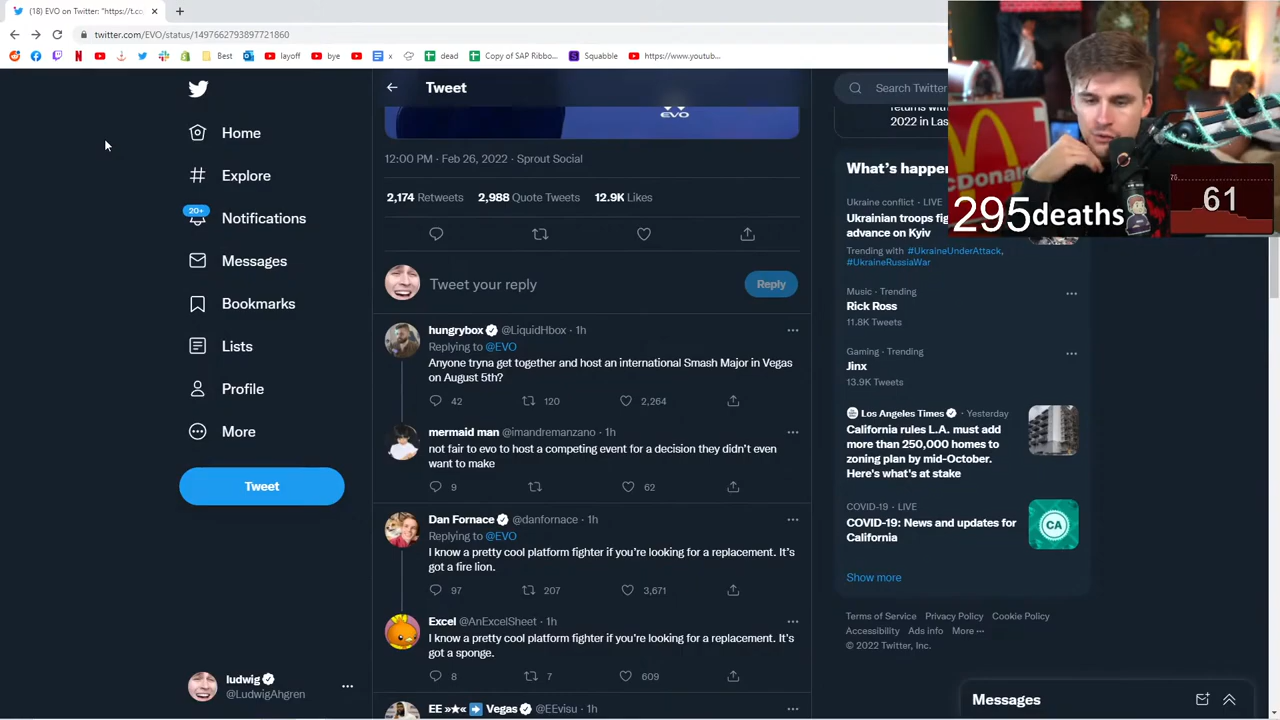 (18) EVO on Twitter: "https://t.co
twitter.com/EVO/status/1497662793897721860
Best
layoff
bye
x
dead
Copy of SAP Ribbo...
Squabble
https://www.youtub...
Home
Explore
20+
Notifications
Messages
Bookmarks
Lists
Profile
More
Tweet
ludwig
@LudwigAhgren
Tweet
EVO
12:00 PM · Feb 26, 2022 · Sprout Social
2,174 Retweets 2,988 Quote Tweets 12.9K Likes
Tweet your reply
Reply
hungrybox @LiquidHbox · 1h
Replying to @EVO
Anyone tryna get together and host an international Smash Major in Vegas
on August 5th?
42 120 2,264
mermaid man @imandremanzano · 1h
not fair to evo to host a competing event for a decision they didn't even
want to make
9 62
Dan Fornace @danfornace · 1h
Replying to @EVO
I know a pretty cool platform fighter if you're looking for a replacement. It's
got a fire lion.
97 207 3,671
Excel @AnExcelSheet · 1h
I know a pretty cool platform fighter if you're looking for a replacement. It's
got a sponge.
8 7 609
EE »★« ➡ Vegas @EEvisu · 1h
Search Twitter
returns with
2022 in Las
What's happen
Ukraine conflict · LIVE
Ukrainian troops fig
advance on Kyiv
Trending with #UkraineUnderAttack,
#UkraineRussiaWar
Music · Trending
Rick Ross
11.8K Tweets
Gaming · Trending
Jinx
13.9K Tweets
Los Angeles Times · Yesterday
California rules L.A. must add
more than 250,000 homes to
zoning plan by mid-October.
Here's what's at stake
COVID-19 · LIVE
COVID-19: News and updates for
California
CA
Show more
Terms of Service Privacy Policy Cookie Policy
Accessibility Ads info More ···
© 2022 Twitter, Inc.
Messages
cDonald
295deaths
61